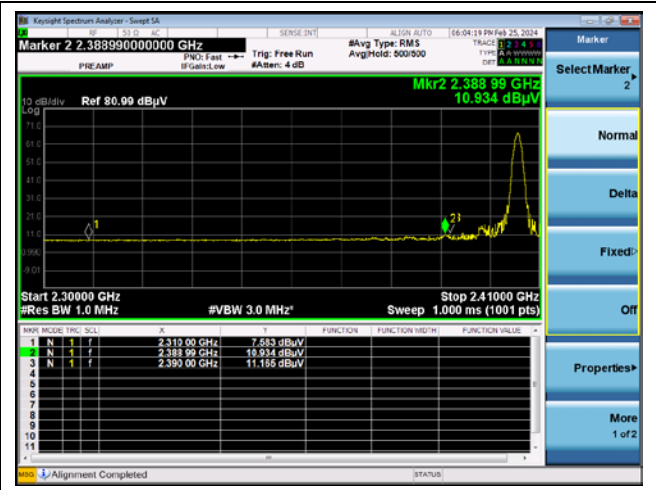 Keysight Spectrum Analyzer - Swept SA
RF 50 Ω AC SENSE:INT ALIGN AUTO 06:04:19 PM Feb 25, 2024
Marker 2 2.388990000000 GHz
PREAMP
PNO: Fast
IFGain:Low
Trig: Free Run
#Atten: 4 dB
#Avg Type: RMS
Avg|Hold: 500/500
TRACE 1 2 3 4 5 6
TYPE A
DET A A N N N N
Marker
Select Marker
2
Normal
Delta
Fixed
Off
Properties
More
1 of 2
Mkr2 2.388 99 GHz
10.934 dBµV
10 dB/div Ref 80.99 dBµV
Log
71.0
61.0
51.0
41.0
31.0
21.0
11.0
0.990
-9.01
1
2
3
Start 2.30000 GHz
Stop 2.41000 GHz
#Res BW 1.0 MHz
#VBW 3.0 MHz*
Sweep 1.000 ms (1001 pts)
MKR MODE TRC SCL X Y FUNCTION FUNCTION WIDTH FUNCTION VALUE
1 N 1 f 2.310 00 GHz 7.583 dBµV
2 N 1 f 2.388 99 GHz 10.934 dBµV
3 N 1 f 2.390 00 GHz 11.165 dBµV
4
5
6
7
8
9
10
11
MSG Alignment Completed
STATUS